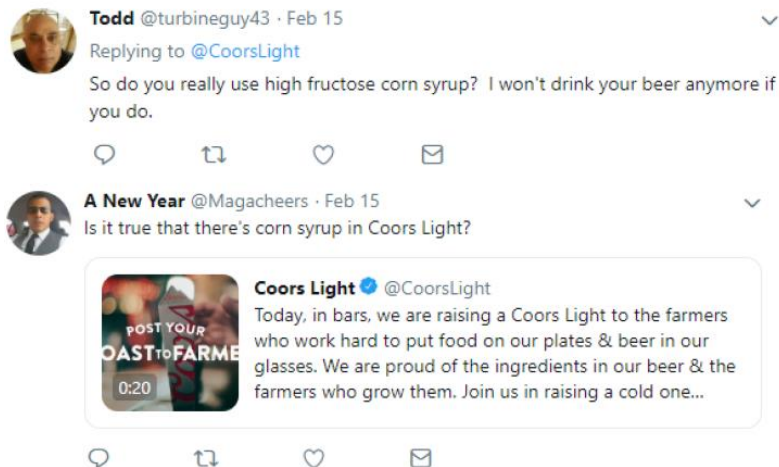 Todd @turbineguy43 · Feb 15
Replying to @CoorsLight
So do you really use high fructose corn syrup?  I won't drink your beer anymore if
you do.
A New Year @Magacheers · Feb 15
Is it true that there's corn syrup in Coors Light?
Coors Light @CoorsLight
Today, in bars, we are raising a Coors Light to the farmers
who work hard to put food on our plates & beer in our
glasses. We are proud of the ingredients in our beer & the
farmers who grow them. Join us in raising a cold one...
POST YOUR
OAST TO FARME
0:20
Coors